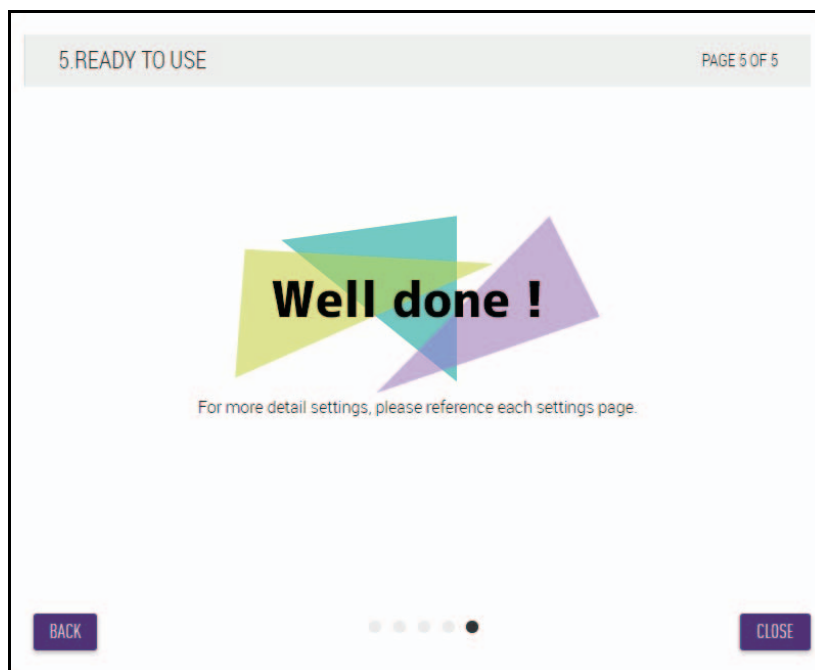 5.READY TO USE
PAGE 5 OF 5
Well done !
For more detail settings, please reference each settings page.
BACK
CLOSE